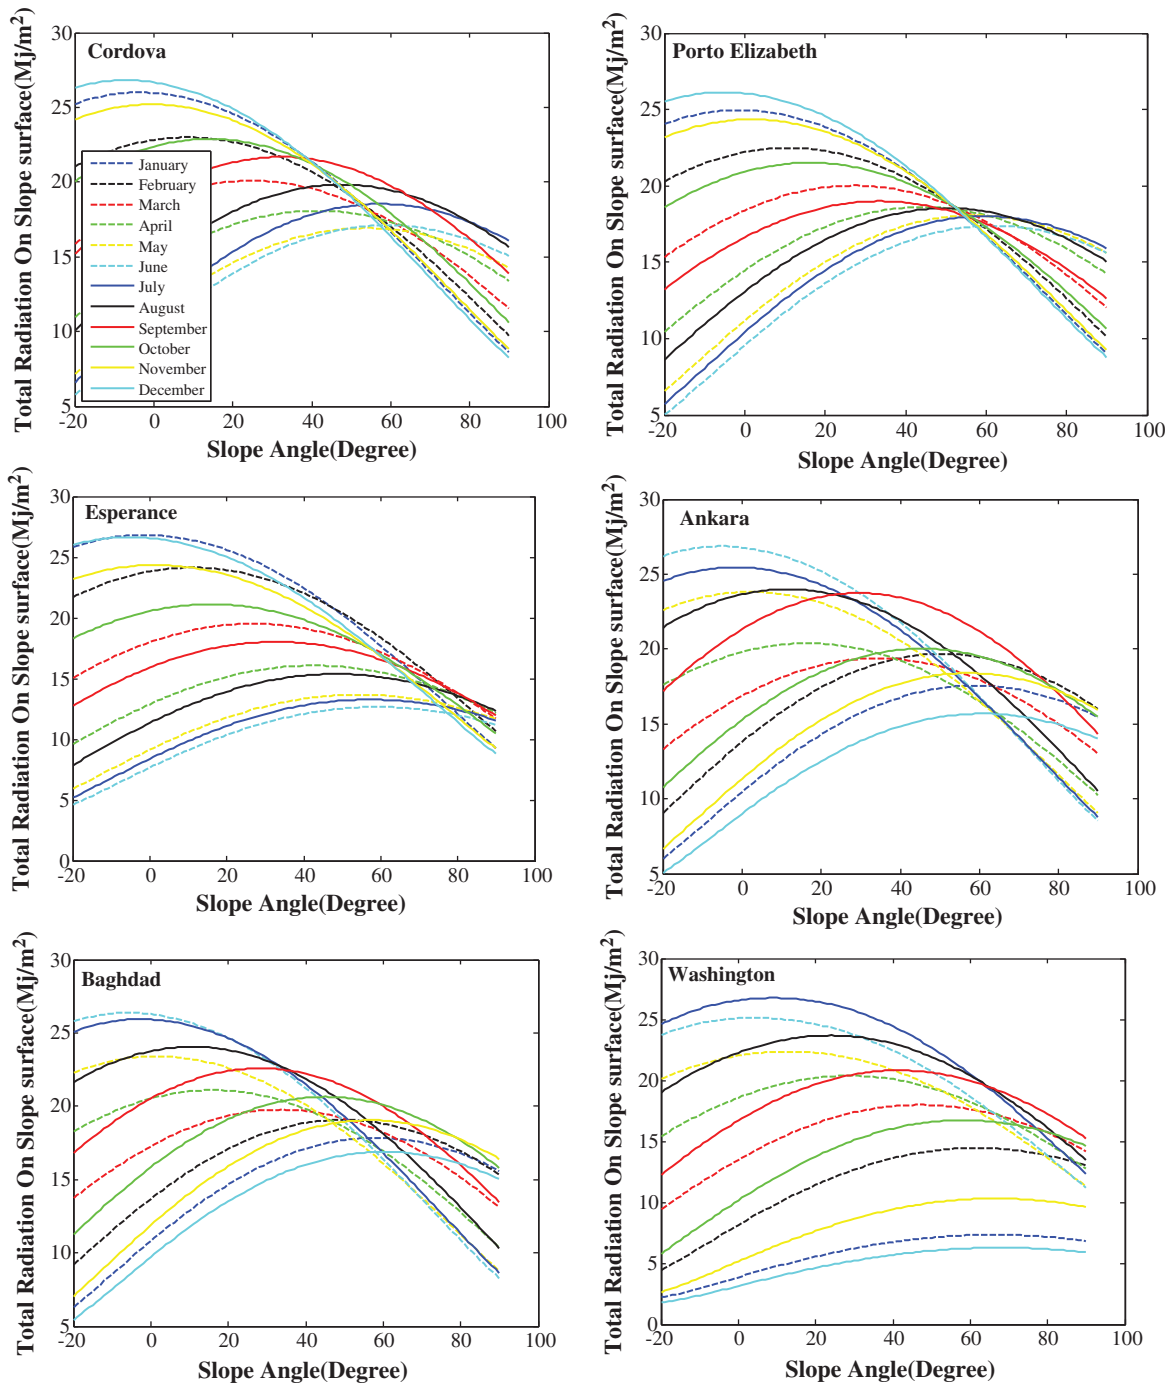 Cordova
Total Radiation On Slope surface(Mj/m²)
30
25
20
15
10
5
January
February
March
April
May
June
July
August
September
October
November
December
-20 0 20 40 60 80 100
Slope Angle(Degree)
Porto Elizabeth
Total Radiation On Slope surface(Mj/m²)
30
25
20
15
10
5
-20 0 20 40 60 80 100
Slope Angle(Degree)
Esperance
Total Radiation On Slope surface(Mj/m²)
30
25
20
15
10
5
0
-20 0 20 40 60 80 100
Slope Angle(Degree)
Ankara
Total Radiation On Slope surface(Mj/m²)
30
25
20
15
10
5
-20 0 20 40 60 80 100
Slope Angle(Degree)
Baghdad
Total Radiation On Slope surface(Mj/m²)
30
25
20
15
10
5
-20 0 20 40 60 80 100
Slope Angle(Degree)
Washington
Total Radiation On Slope surface(Mj/m²)
30
25
20
15
10
5
0
-20 0 20 40 60 80 100
Slope Angle(Degree)